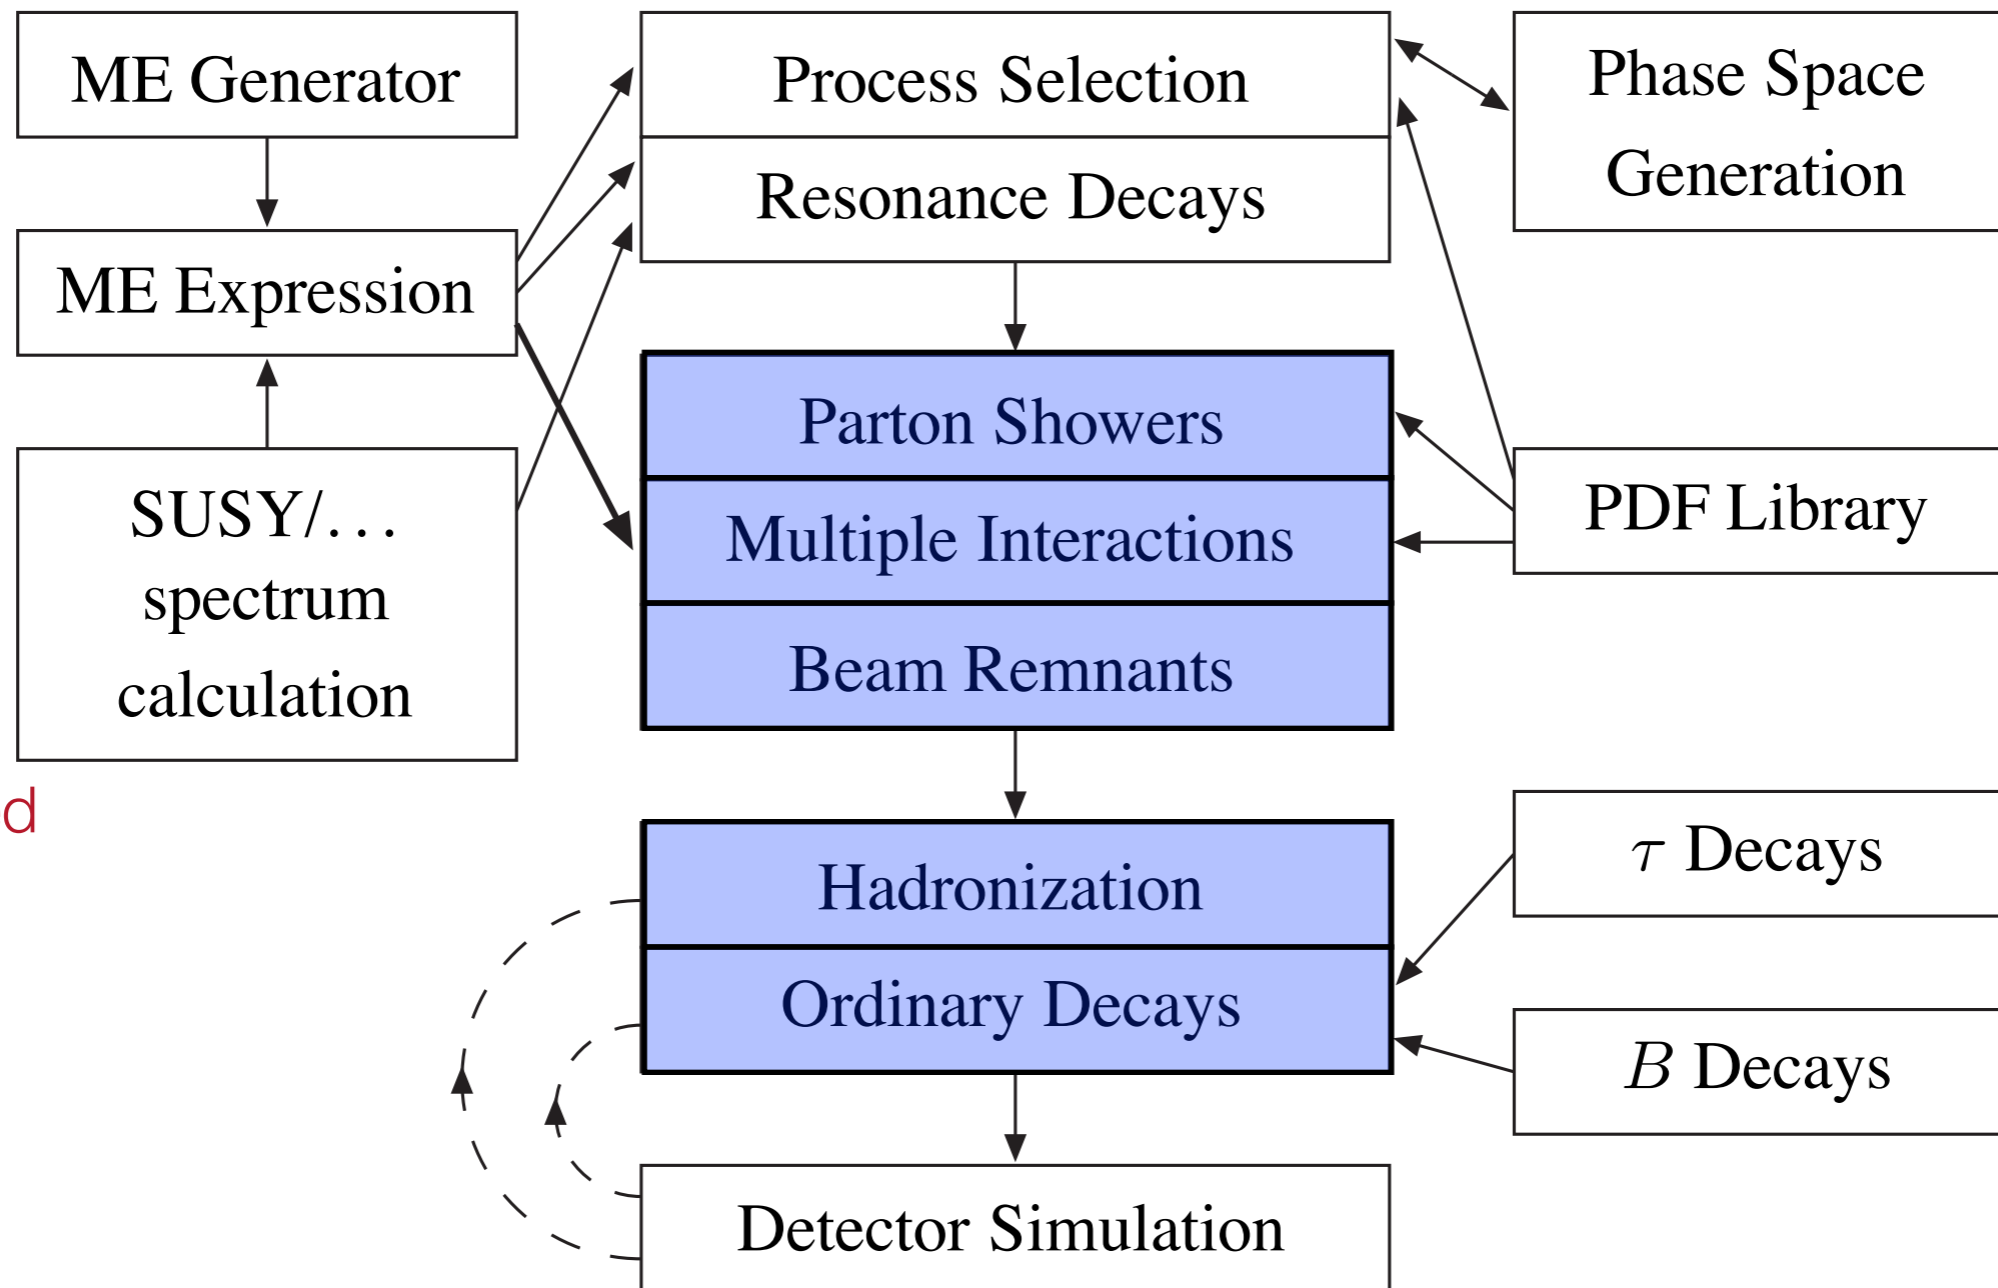 ME Generator
Process Selection
Phase Space
Generation
Resonance Decays
ME Expression
Parton Showers
SUSY/…
spectrum
calculation
Multiple Interactions
PDF Library
Beam Remnants
d
Hadronization
τ Decays
Ordinary Decays
B Decays
Detector Simulation